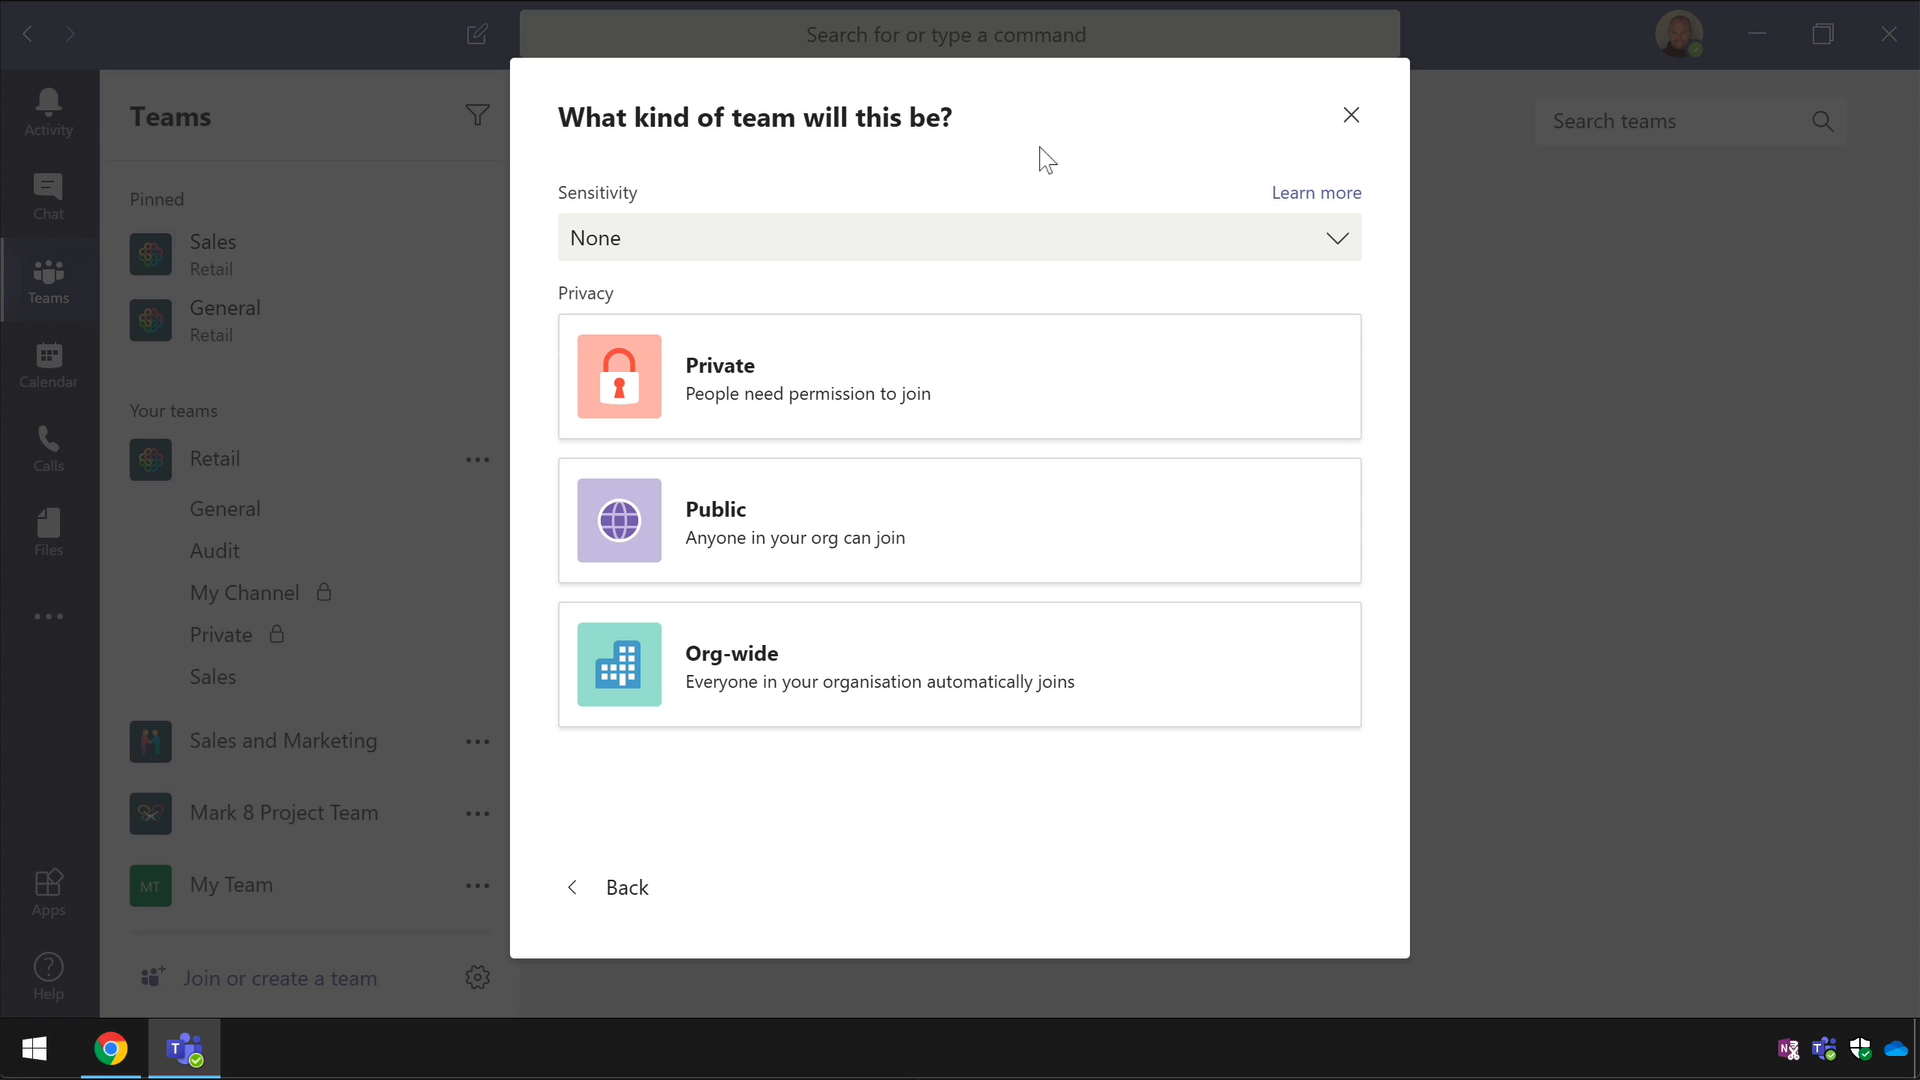 Search for or type a command
Activity
Chat
Teams
Calendar
Calls
Files
Apps
Help
Teams
Pinned
Sales
Retail
General
Retail
Your teams
Retail
General
Audit
My Channel
Private
Sales
Sales and Marketing
Mark 8 Project Team
MT
My Team
Join or create a team
What kind of team will this be?
Sensitivity
Learn more
None
Privacy
Private
People need permission to join
Public
Anyone in your org can join
Org-wide
Everyone in your organisation automatically joins
Back
Search teams
T
N
T